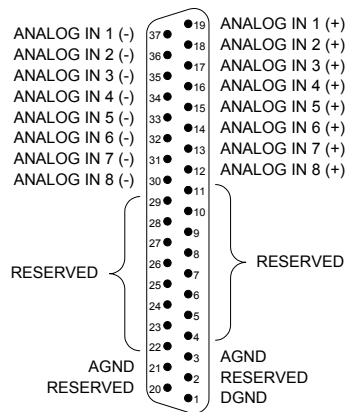 ANALOG IN 1 (-) 37 19 ANALOG IN 1 (+)
ANALOG IN 2 (-) 36 18 ANALOG IN 2 (+)
ANALOG IN 3 (-) 35 17 ANALOG IN 3 (+)
ANALOG IN 4 (-) 34 16 ANALOG IN 4 (+)
ANALOG IN 5 (-) 33 15 ANALOG IN 5 (+)
ANALOG IN 6 (-) 32 14 ANALOG IN 6 (+)
ANALOG IN 7 (-) 31 13 ANALOG IN 7 (+)
ANALOG IN 8 (-) 30 12 ANALOG IN 8 (+)
29 11
28 10
27 9
RESERVED 26 8 RESERVED
25 7
24 6
23 5
22 4
AGND 21 3 AGND
RESERVED 20 2 RESERVED
1 DGND